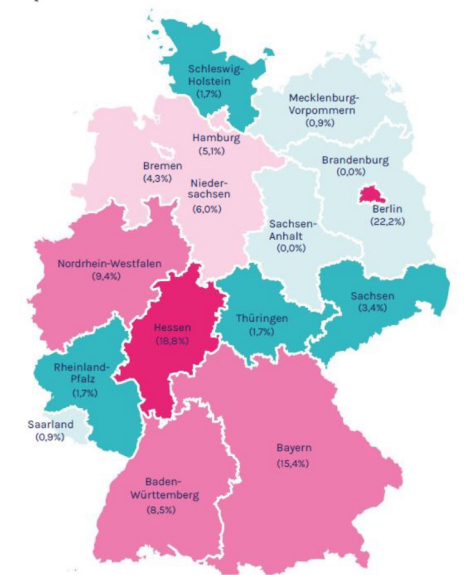 Schleswig-
Holstein
(1,7%)
Mecklenburg-
Vorpommern
(0,9%)
Hamburg
(5,1%)
Bremen
(4,3%)
Nieder-
sachsen
(6,0%)
Brandenburg
(0,0%)
Berlin
(22,2%)
Sachsen-
Anhalt
(0,0%)
Nordrhein-Westfalen
(9,4%)
Hessen
(18,8%)
Thüringen
(1,7%)
Sachsen
(3,4%)
Rheinland-
Pfalz
(1,7%)
Saarland
(0,9%)
Bayern
(15,4%)
Baden-
Württemberg
(8,5%)